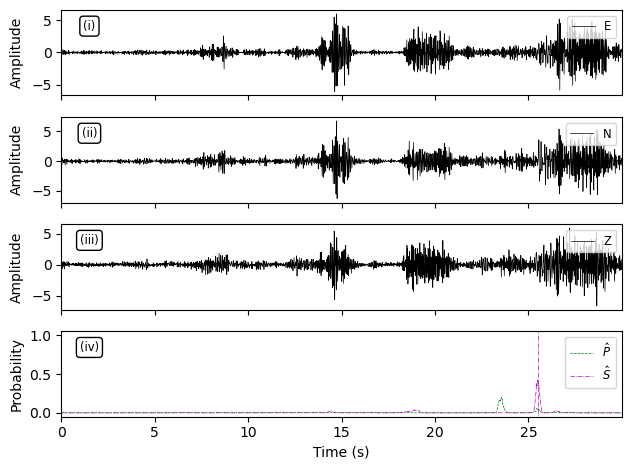 (i)
E
5
0
−5
Amplitude
(ii)
N
5
0
−5
Amplitude
(iii)
Z
5
0
−5
Amplitude
(iv)
P̂
Ŝ
1.0
0.5
0.0
Probability
0 5 10 15 20 25
Time (s)